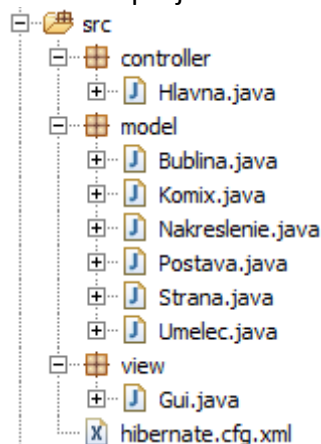 src
controller
Hlavna.java
model
Bublina.java
Komix.java
Nakreslenie.java
Postava.java
Strana.java
Umelec.java
view
Gui.java
hibernate.cfg.xml